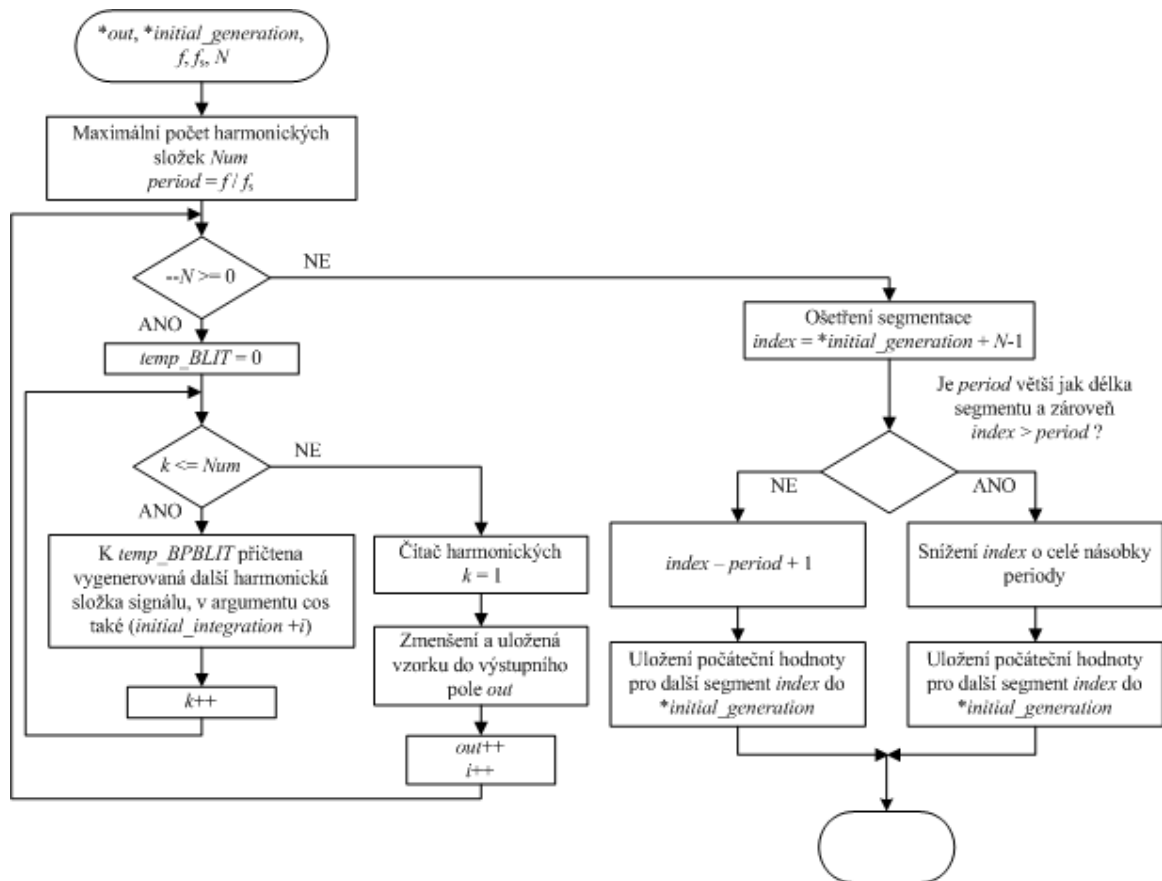 *out, *initial_generation,
f, fs, N
Maximální počet harmonických
složek Num
period = f / fs
--N >= 0
NE
ANO
temp_BLIT = 0
k <= Num
NE
ANO
K temp_BPBLIT přičtena
vygenerovaná další harmonická
složka signálu, v argumentu cos
také (initial_integration +i)
k++
Čítač harmonických
k = 1
Zmenšení a uložená
vzorku do výstupního
pole out
out++
i++
Ošetření segmentace
index = *initial_generation + N-1
Je period větší jak délka
segmentu a zároveň
index > period ?
NE
ANO
index – period + 1
Snížení index o celé násobky
periody
Uložení počáteční hodnoty
pro další segment index do
*initial_generation
Uložení počáteční hodnoty
pro další segment index do
*initial_generation